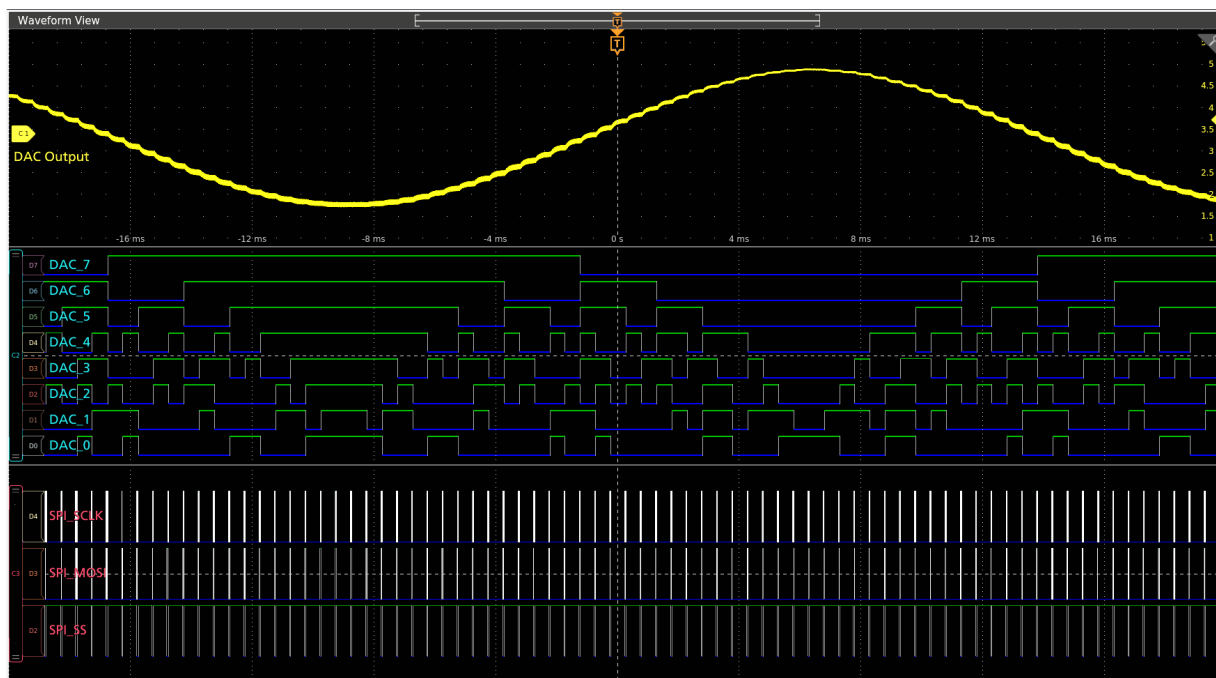 Waveform View
T
T
5
4.5
4
3.5
3
2.5
2
1.5
1
C 1
DAC Output
-16 ms -12 ms -8 ms -4 ms 0 s 4 ms 8 ms 12 ms 16 ms
D7 DAC_7
D6 DAC_6
D5 DAC_5
D4 DAC_4
C2
D3 DAC_3
D2 DAC_2
D1 DAC_1
D0 DAC_0
D4 SPI_SCLK
C3 D3 SPI_MOSI
D2 SPI_SS